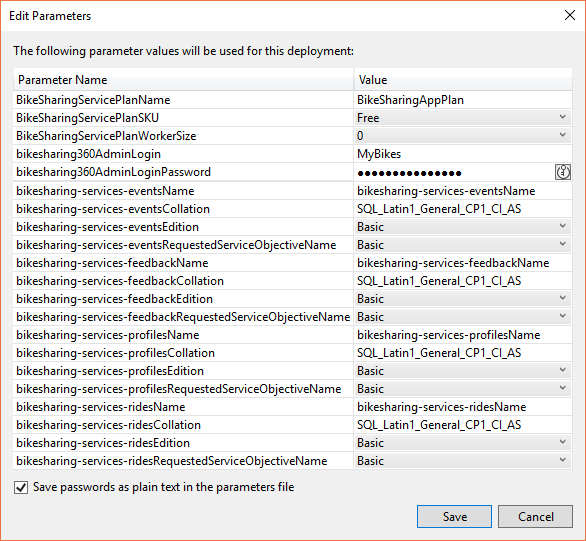 Edit Parameters
The following parameter values will be used for this deployment:
Parameter Name Value
BikeSharingServicePlanName BikeSharingAppPlan
BikeSharingServicePlanSKU Free
BikeSharingServicePlanWorkerSize 0
bikesharing360AdminLogin MyBikes
bikesharing360AdminLoginPassword ●●●●●●●●●●●●●●●
bikesharing-services-eventsName bikesharing-services-eventsName
bikesharing-services-eventsCollation SQL_Latin1_General_CP1_CI_AS
bikesharing-services-eventsEdition Basic
bikesharing-services-eventsRequestedServiceObjectiveName Basic
bikesharing-services-feedbackName bikesharing-services-feedbackName
bikesharing-services-feedbackCollation SQL_Latin1_General_CP1_CI_AS
bikesharing-services-feedbackEdition Basic
bikesharing-services-feedbackRequestedServiceObjectiveName Basic
bikesharing-services-profilesName bikesharing-services-profilesName
bikesharing-services-profilesCollation SQL_Latin1_General_CP1_CI_AS
bikesharing-services-profilesEdition Basic
bikesharing-services-profilesRequestedServiceObjectiveName Basic
bikesharing-services-ridesName bikesharing-services-ridesName
bikesharing-services-ridesCollation SQL_Latin1_General_CP1_CI_AS
bikesharing-services-ridesEdition Basic
bikesharing-services-ridesRequestedServiceObjectiveName Basic
Save passwords as plain text in the parameters file
Save Cancel